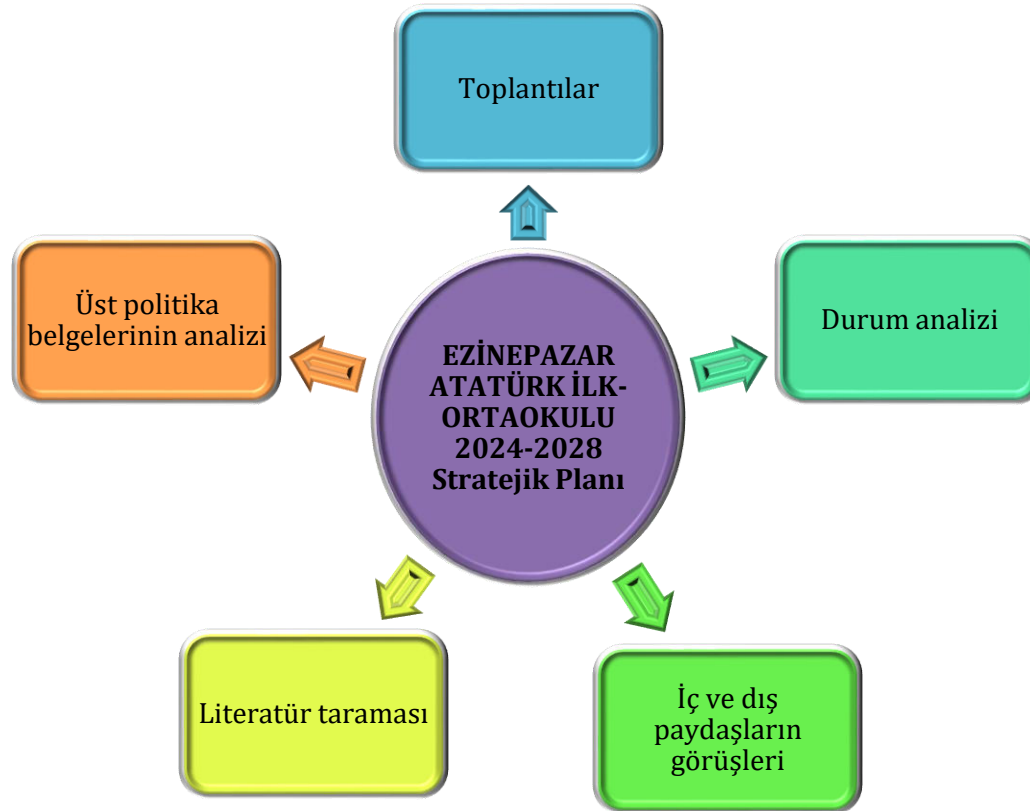 Toplantılar
Üst politika
belgelerinin analizi
Durum analizi
EZİNEPAZAR
ATATÜRK İLK-
ORTAOKULU
2024-2028
Stratejik Planı
Literatür taraması
İç ve dış
paydaşların
görüşleri